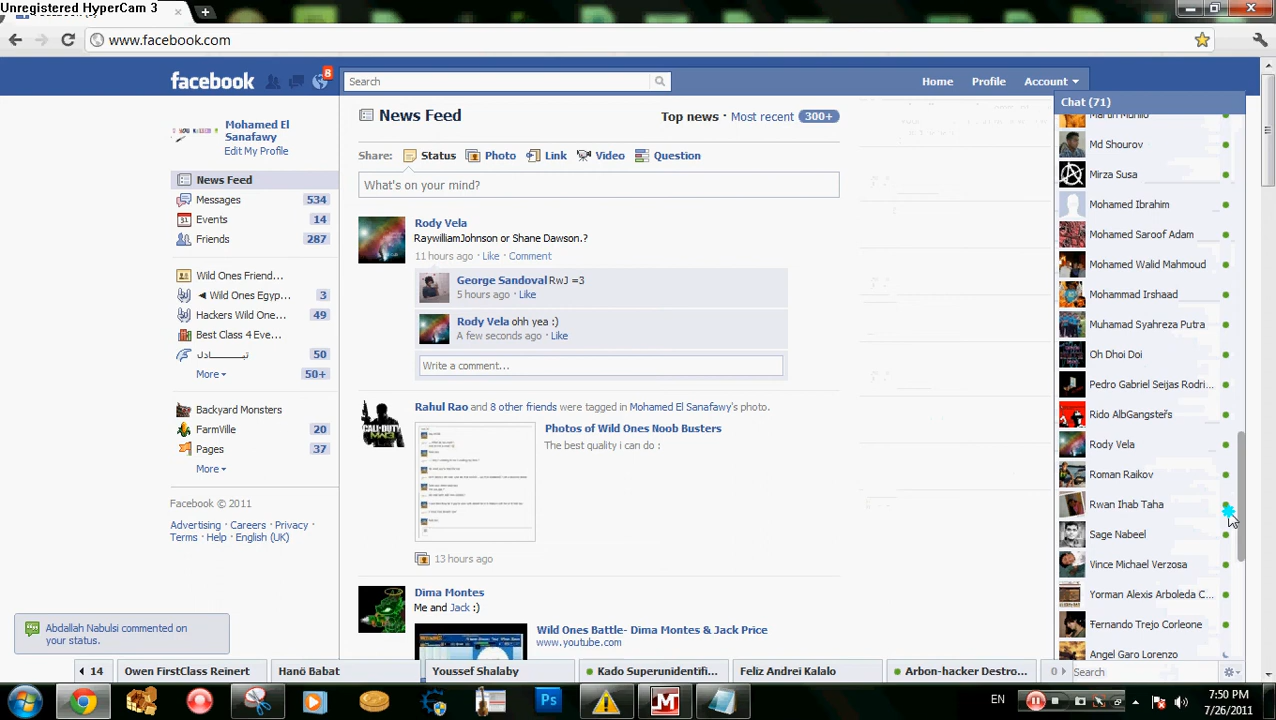 Unregistered HyperCam 3
www.facebook.com
facebook
8
Search
Home
Profile
Account
Mohamed El
Sanafawy
Edit My Profile
News Feed
Messages 534
Events 14
Friends 287
Wild Ones Friend...
◄ Wild Ones Egyp... 3
Hackers Wild One... 49
Best Class 4 Eve...
تبـــــــــادل 50
More 50+
Backyard Monsters
FarmVille 20
Pages 37
More
Facebook © 2011
Advertising · Careers · Privacy ·
Terms · Help · English (UK)
Abdallah Nabulsi commented on
your status.
News Feed
Top news · Most recent 300+
Share: Status Photo Link Video Question
What's on your mind?
Rody Vela
RaywilliamJohnson or Shane Dawson.?
11 hours ago · Like · Comment
George Sandoval RwJ =3
5 hours ago · Like
Rody Vela ohh yea :)
A few seconds ago · Like
Write a comment...
Rahul Rao and 8 other friends were tagged in Mohamed El Sanafawy's photo.
Photos of Wild Ones Noob Busters
The best quality i can do :
13 hours ago
Dima Montes
Me and Jack :)
Wild Ones Battle- Dima Montes & Jack Price
www.youtube.com
Chat (71)
Md Shourov
Mirza Susa
Mohamed Ibrahim
Mohamed Saroof Adam
Mohamed Walid Mahmoud
Mohammad Irshaad
Muhamad Syahreza Putra
Oh Dhoi Doi
Pedro Gabriel Seijas Rodri...
Rido AlbGangsteŕs
Rody Vela
Roman Rajniv
Rwan Ihab Taha
Sage Nabeel
Vince Michael Verzosa
Yorman Alexis Arboleda C...
Ŧernando Trejo Corleone
Angel Garo Lorenzo
14
Owen FirstClass Reinert
Hanö Babat
Youssef Shalaby
Kado Superunidentifi...
Feliz Andrei Kalalo
Arbon-hacker Destro...
0
Search
Ps
EN
7:50 PM
7/26/2011